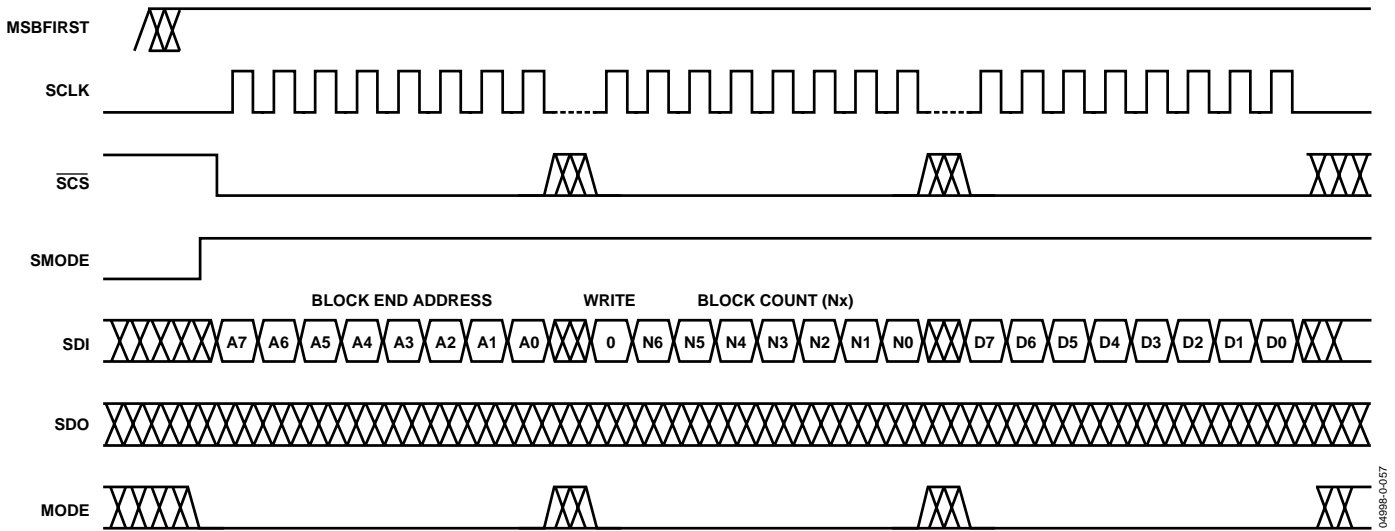 MSBFIRST
SCLK
SCS
SMODE
BLOCK END ADDRESS WRITE BLOCK COUNT (Nx)
SDI A7 A6 A5 A4 A3 A2 A1 A0 0 N6 N5 N4 N3 N2 N1 N0 D7 D6 D5 D4 D3 D2 D1 D0
SDO
MODE
04998-0-057